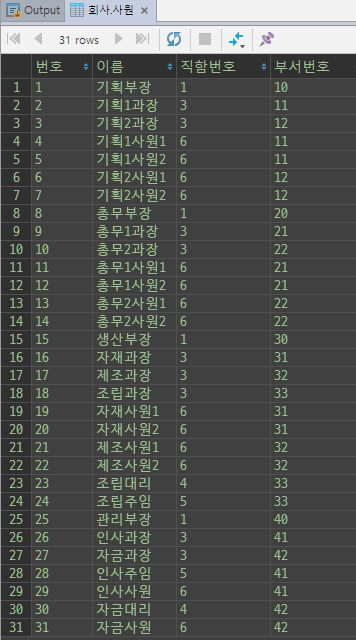 Output 회사.사원
31 rows
번호 이름 직함번호 부서번호
1 1 기획부장 1 10
2 2 기획1과장 3 11
3 3 기획2과장 3 12
4 4 기획1사원1 6 11
5 5 기획1사원2 6 11
6 6 기획2사원1 6 12
7 7 기획2사원2 6 12
8 8 총무부장 1 20
9 9 총무1과장 3 21
10 10 총무2과장 3 22
11 11 총무1사원1 6 21
12 12 총무1사원2 6 21
13 13 총무2사원1 6 22
14 14 총무2사원2 6 22
15 15 생산부장 1 30
16 16 자재과장 3 31
17 17 제조과장 3 32
18 18 조립과장 3 33
19 19 자재사원1 6 31
20 20 자재사원2 6 31
21 21 제조사원1 6 32
22 22 제조사원2 6 32
23 23 조립대리 4 33
24 24 조립주임 5 33
25 25 관리부장 1 40
26 26 인사과장 3 41
27 27 자금과장 3 42
28 28 인사주임 5 41
29 29 인사사원 6 41
30 30 자금대리 4 42
31 31 자금사원 6 42